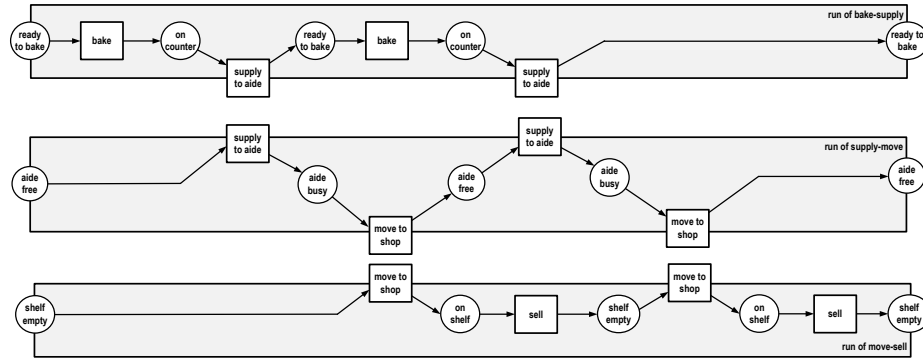 run of bake-supply
ready
to bake
bake
on
counter
supply
to aide
ready
to bake
bake
on
counter
supply
to aide
ready to
bake
run of supply-move
aide
free
supply
to aide
aide
busy
move to
shop
aide
free
supply
to aide
aide
busy
move to
shop
aide
free
shelf
empty
move to
shop
on
shelf
sell
shelf
empty
move to
shop
on
shelf
sell
shelf
empty
run of move-sell